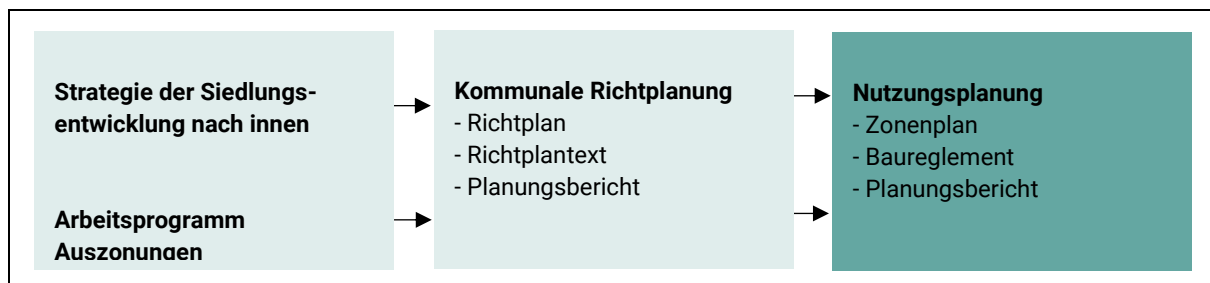 Strategie der Siedlungs-
entwicklung nach innen
Arbeitsprogramm
Auszonungen
Kommunale Richtplanung
- Richtplan
- Richtplantext
- Planungsbericht
Nutzungsplanung
- Zonenplan
- Baureglement
- Planungsbericht